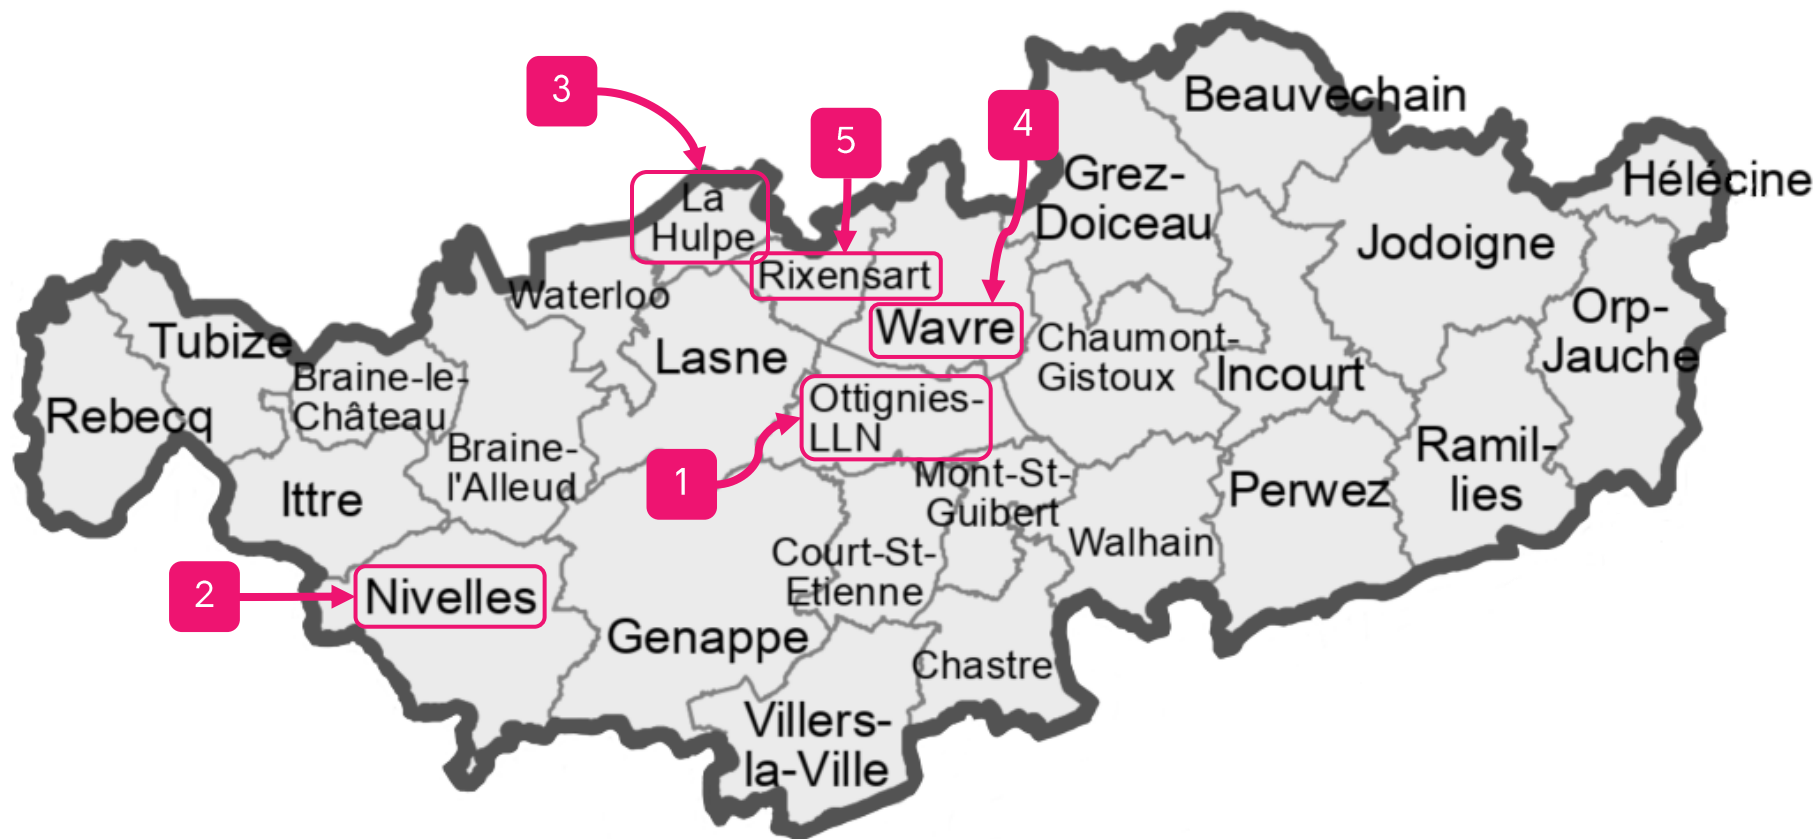 3
5
4
Beauvechain
La
Hulpe
Grez-
Doiceau
Hélécine
Jodoigne
Rixensart
Waterloo
Wavre
Orp-
Jauche
Tubize
Lasne
Chaumont-
Gistoux
Incourt
Braine-le-
Château
Rebecq
Ottignies-
LLN
1
Braine-
l'Alleud
Ittre
Mont-St-
Guibert
Perwez
Ramil-
lies
Walhain
Court-St-
Etienne
2
Nivelles
Genappe
Chastre
Villers-
la-Ville